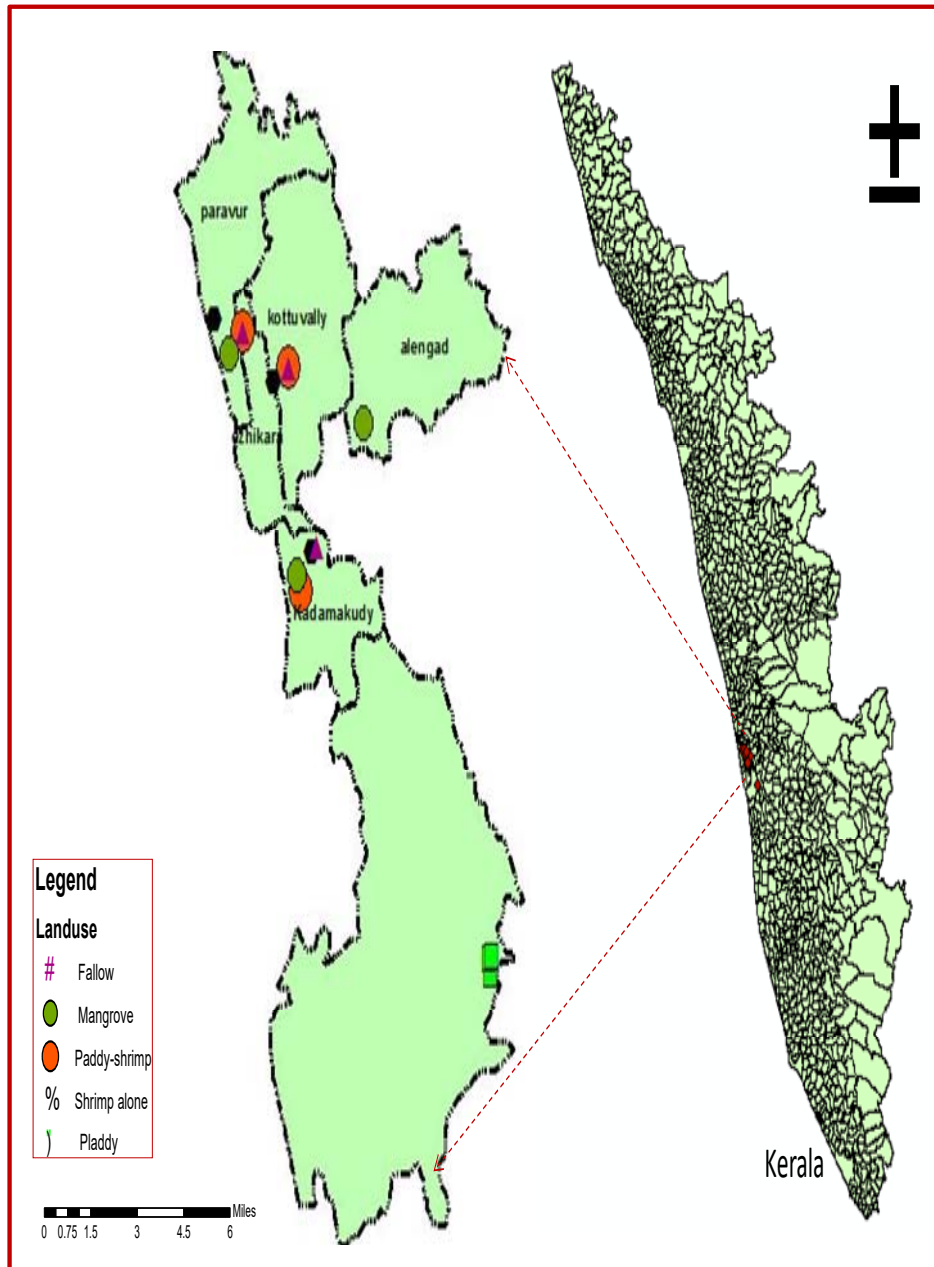 paravur
kottuvally
alengad
zhikara
Kadamakudy
Legend
Landuse
# Fallow
Mangrove
Paddy-shrimp
% Shrimp alone
) Pladdy
Miles
0 0.75 1.5 3 4.5 6
Kerala